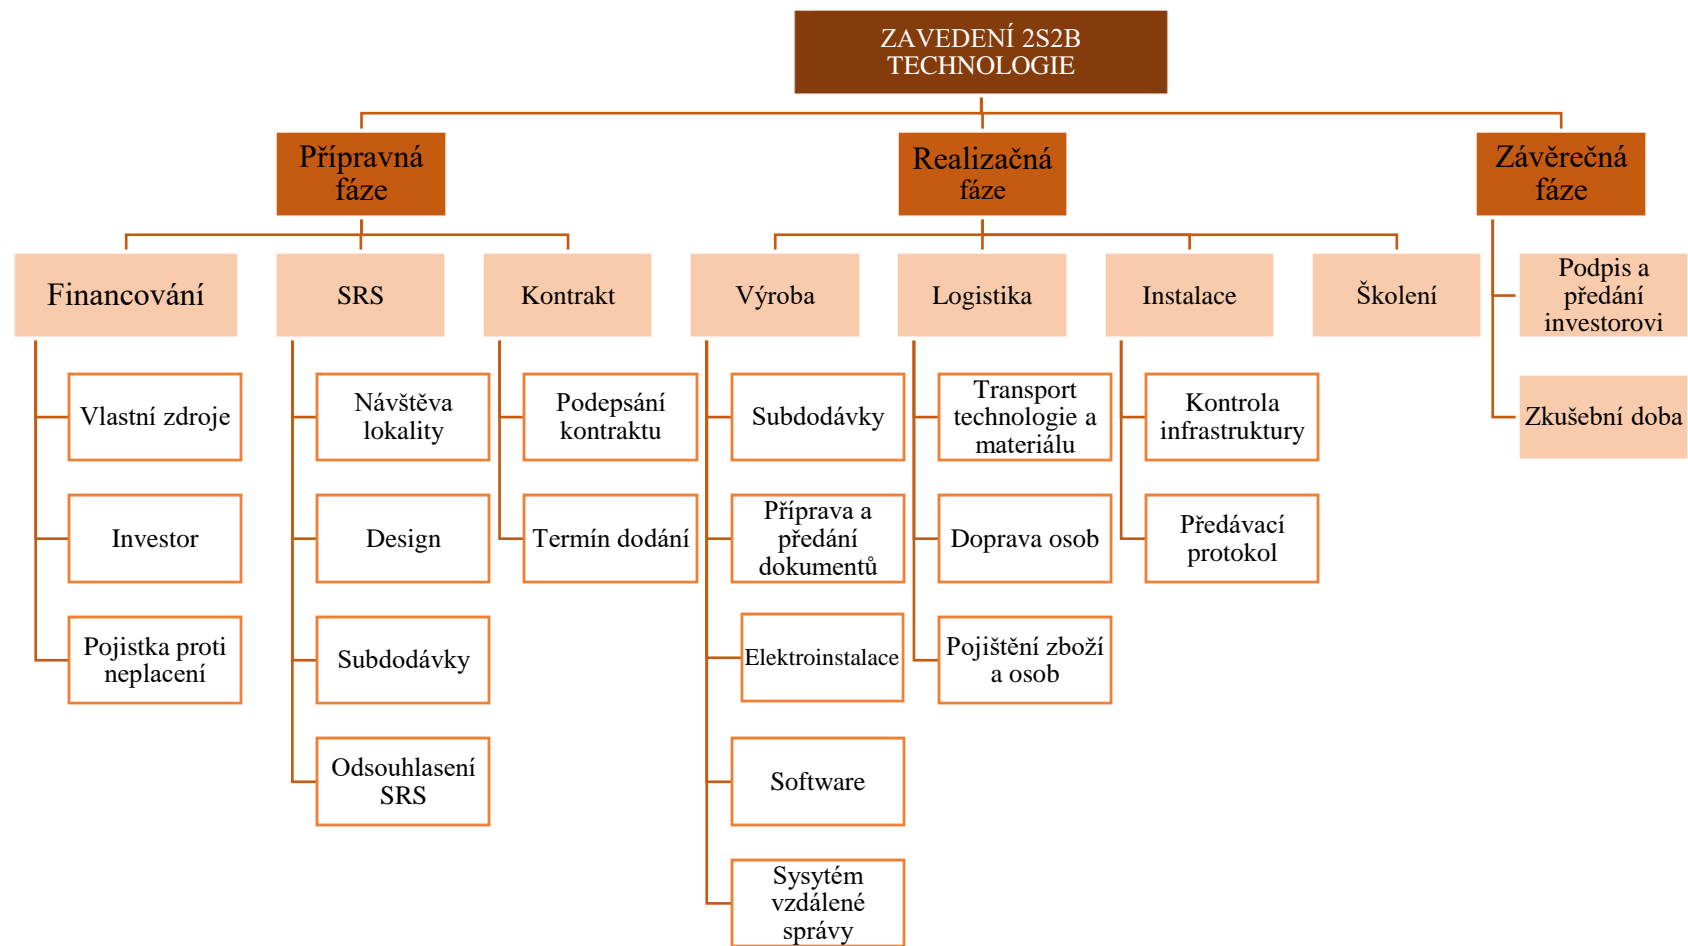 ZAVEDENÍ 2S2B
TECHNOLOGIE
Přípravná
fáze
Realizačná
fáze
Závěrečná
fáze
Financování
SRS
Kontrakt
Výroba
Logistika
Instalace
Školení
Podpis a
předání
investorovi
Vlastní zdroje
Návštěva
lokality
Podepsání
kontraktu
Subdodávky
Transport
technologie a
materiálu
Kontrola
infrastruktury
Zkušební doba
Investor
Design
Termín dodání
Příprava a
předání
dokumentů
Doprava osob
Předávací
protokol
Pojistka proti
neplacení
Subdodávky
Elektroinstalace
Pojištění zboží
a osob
Odsouhlasení
SRS
Software
Sysytém
vzdálené
správy